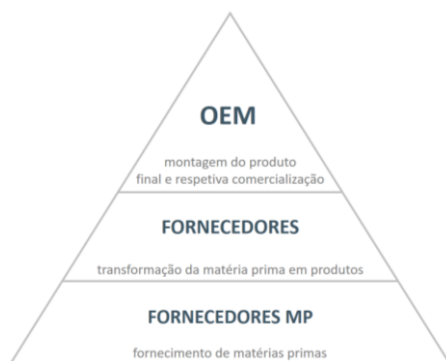 OEM
montagem do produto
final e respetiva comercialização
FORNECEDORES
transformação da matéria prima em produtos
FORNECEDORES MP
fornecimento de matérias primas